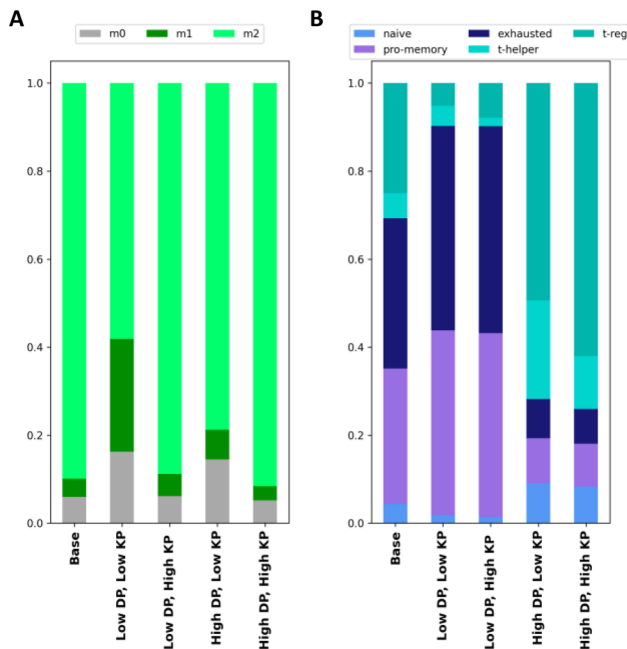 A
m0 m1 m2
1.0
0.8
0.6
0.4
0.2
0.0
Base
Low DP, Low KP
Low DP, High KP
High DP, Low KP
High DP, High KP
B
naive exhausted t-reg
pro-memory t-helper
1.0
0.8
0.6
0.4
0.2
0.0
Base
Low DP, Low KP
Low DP, High KP
High DP, Low KP
High DP, High KP